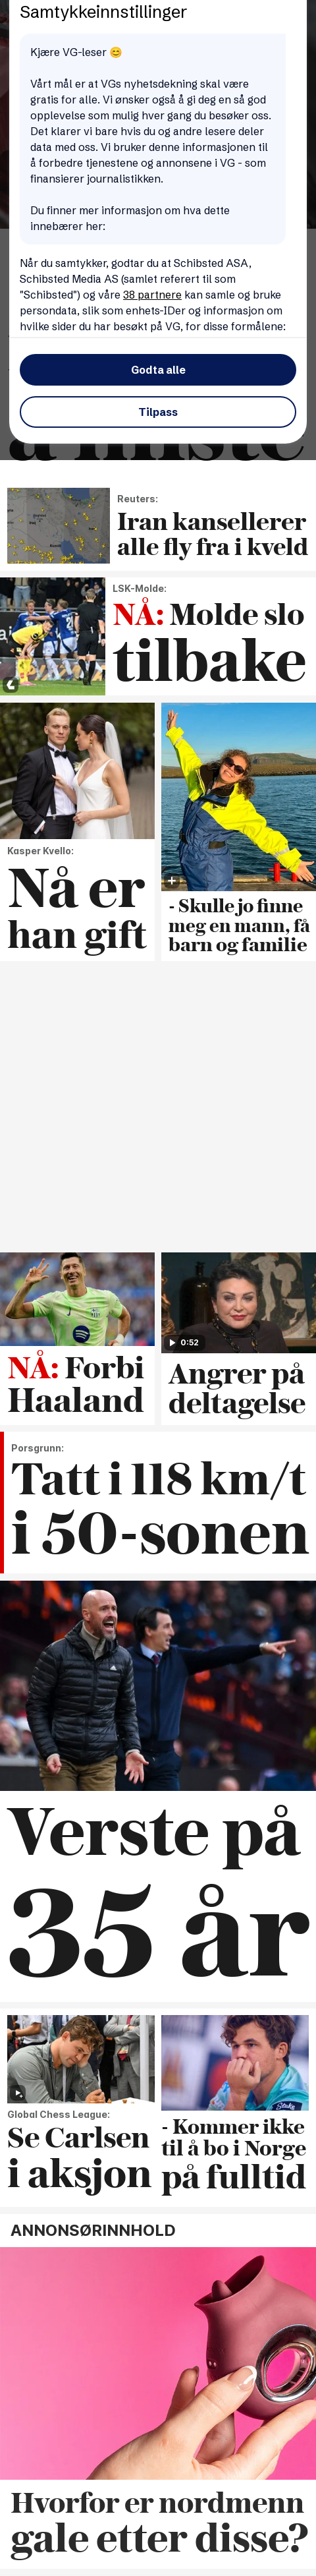 Samtykkeinnstillinger
Kjære VG-leser 😊
Vårt mål er at VGs nyhetsdekning skal være
gratis for alle. Vi ønsker også å gi deg en så god
opplevelse som mulig hver gang du besøker oss.
Det klarer vi bare hvis du og andre lesere deler
data med oss. Vi bruker denne informasjonen til
å forbedre tjenestene og annonsene i VG - som
finansierer journalistikken.
Du finner mer informasjon om hva dette
innebærer her:
Når du samtykker, godtar du at Schibsted ASA,
Schibsted Media AS (samlet referert til som
"Schibsted") og våre 38 partnere kan samle og bruke
persondata, slik som enhets-IDer og informasjon om
hvilke sider du har besøkt på VG, for disse formålene:
Godta alle
Tilpass
å miste
Reuters:
Iran kansellerer
alle fly fra i kveld
LSK-Molde:
NÅ: Molde slo
tilbake
Kasper Kvello:
Nå er
han gift
- Skulle jo finne
meg en mann, få
barn og familie
NÅ: Forbi
Haaland
0:52
Angrer på
deltagelse
Porsgrunn:
Tatt i 118 km/t
i 50-sonen
Verste på
35 år
Global Chess League:
Se Carlsen
i aksjon
- Kommer ikke
til å bo i Norge
på fulltid
ANNONSØRINNHOLD
Hvorfor er nordmenn
gale etter disse?